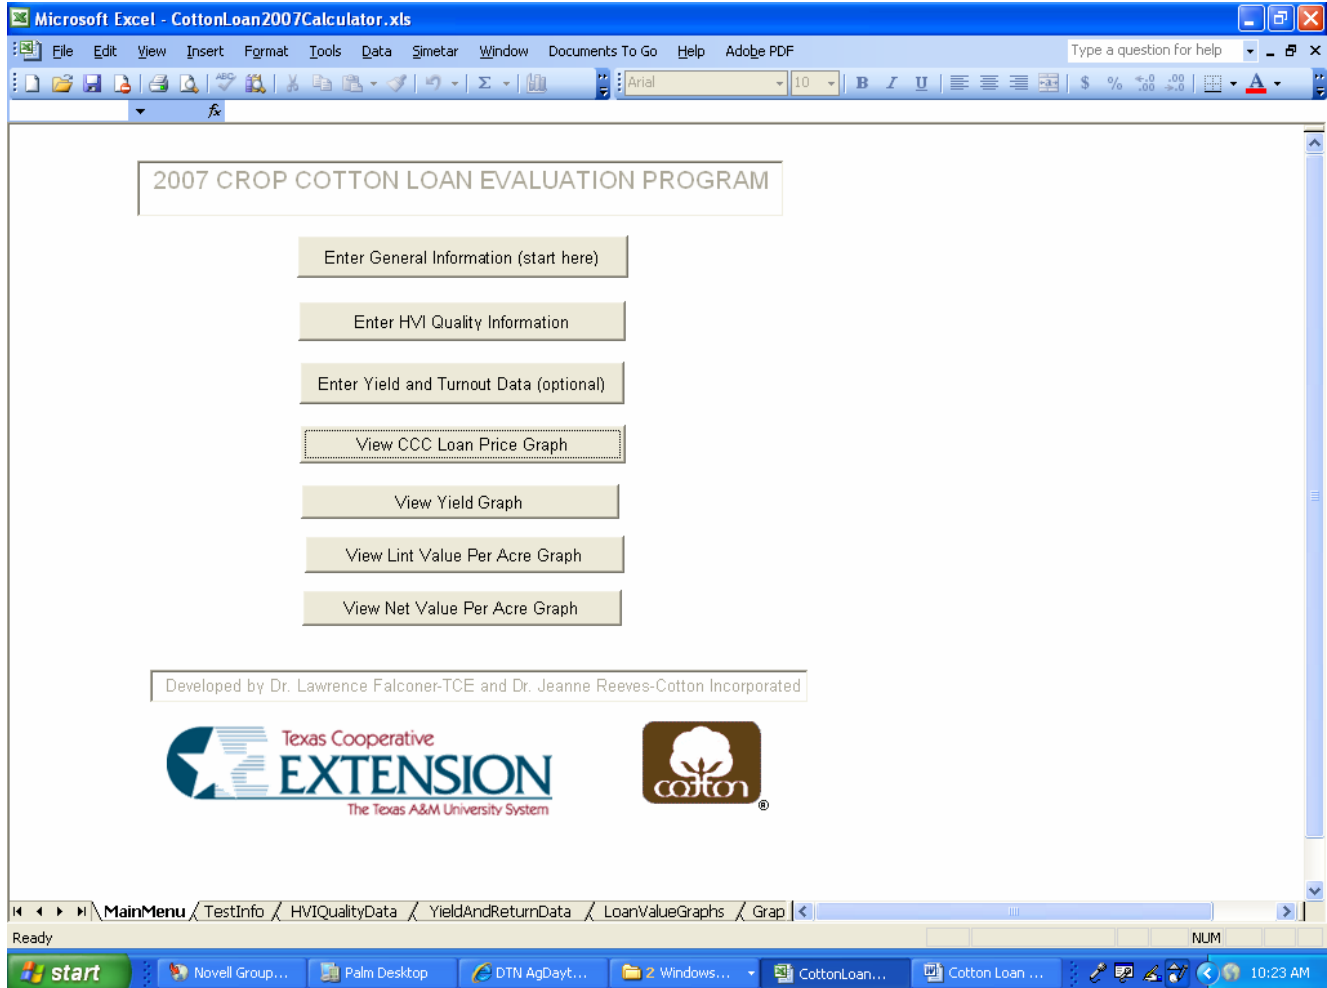 Microsoft Excel - CottonLoan2007Calculator.xls
File Edit View Insert Format Tools Data Simetar Window Documents To Go Help Adobe PDF Type a question for help
Arial 10 B I U $ %
fx
2007 CROP COTTON LOAN EVALUATION PROGRAM
Enter General Information (start here)
Enter HVI Quality Information
Enter Yield and Turnout Data (optional)
View CCC Loan Price Graph
View Yield Graph
View Lint Value Per Acre Graph
View Net Value Per Acre Graph
Developed by Dr. Lawrence Falconer-TCE and Dr. Jeanne Reeves-Cotton Incorporated
Texas Cooperative
EXTENSION
The Texas A&M University System
cotton
®
MainMenu TestInfo HVIQualityData YieldAndReturnData LoanValueGraphs Grap
Ready NUM
start Novell Group... Palm Desktop DTN AgDayt... 2 Windows... CottonLoan... Cotton Loan ... 10:23 AM